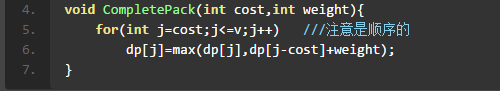 4. void CompletePack(int cost,int weight){
5. for(int j=cost;j<=v;j++) ///注意是顺序的
6. dp[j]=max(dp[j],dp[j-cost]+weight);
7. }